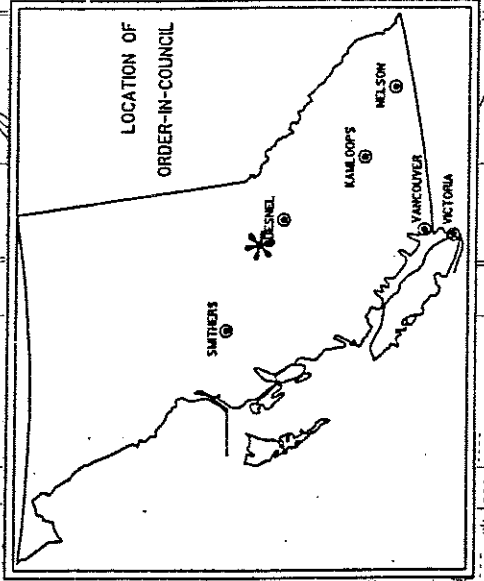 LOCATION OF
ORDER-IN-COUNCIL
SMITHERS
QUESNEL
KAMLOOPS
NELSON
VANCOUVER
VICTORIA